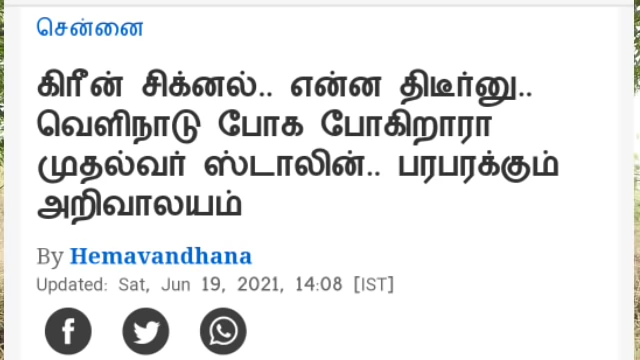 சென்னை
கிரீன் சிக்னல்.. என்ன திடீர்னு..
வெளிநாடு போக போகிறாரா
முதல்வர் ஸ்டாலின்.. பரபரக்கும்
அறிவாலயம்
By Hemavandhana
Updated: Sat, Jun 19, 2021, 14:08 [IST]